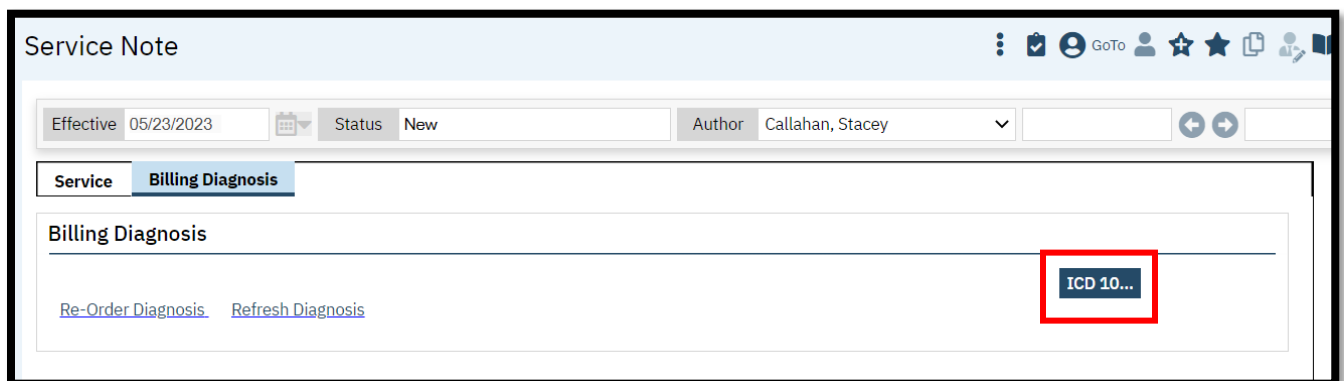 Service Note
GoTo
Effective 05/23/2023 Status New Author Callahan, Stacey
Service Billing Diagnosis
Billing Diagnosis
ICD 10...
Re-Order Diagnosis Refresh Diagnosis